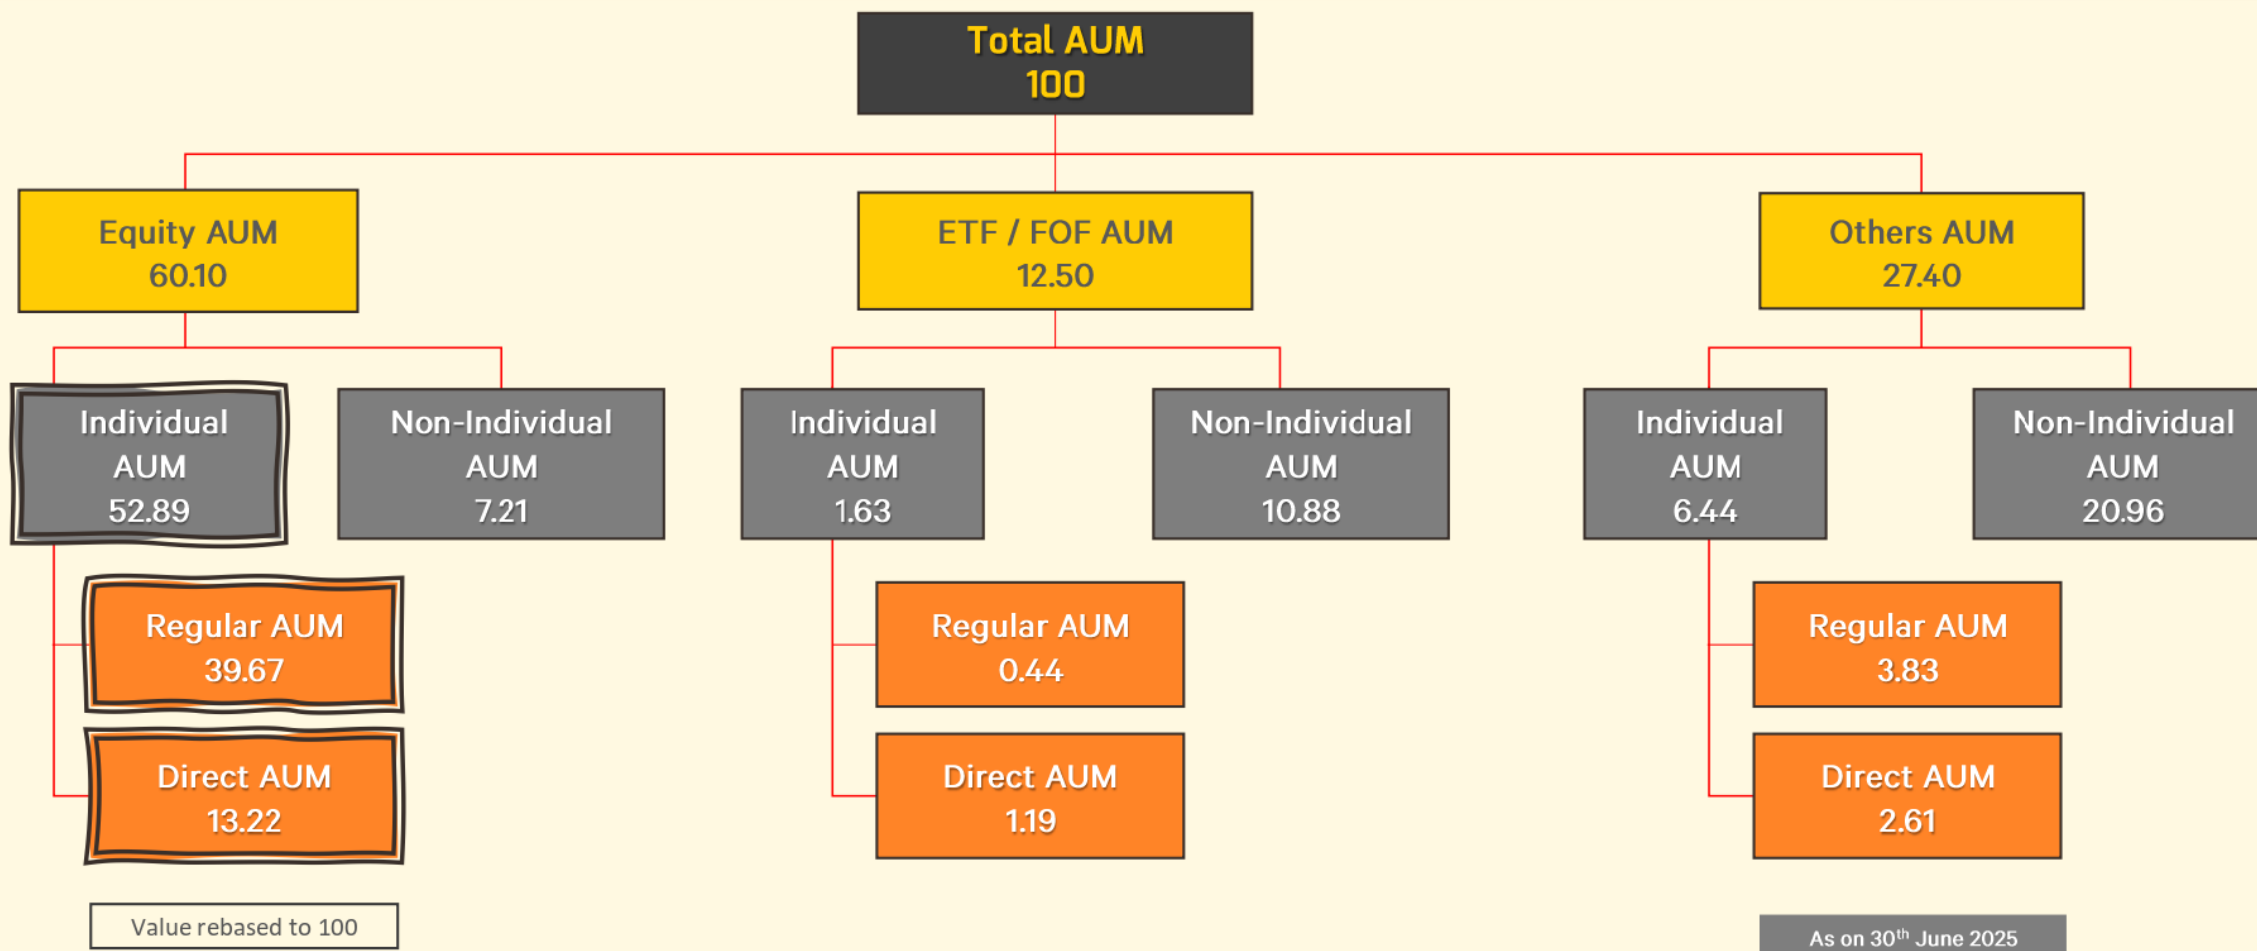 Total AUM
100
Equity AUM
60.10
ETF / FOF AUM
12.50
Others AUM
27.40
Individual
AUM
52.89
Non-Individual
AUM
7.21
Individual
AUM
1.63
Non-Individual
AUM
10.88
Individual
AUM
6.44
Non-Individual
AUM
20.96
Regular AUM
39.67
Regular AUM
0.44
Regular AUM
3.83
Direct AUM
13.22
Direct AUM
1.19
Direct AUM
2.61
Value rebased to 100
As on 30th June 2025